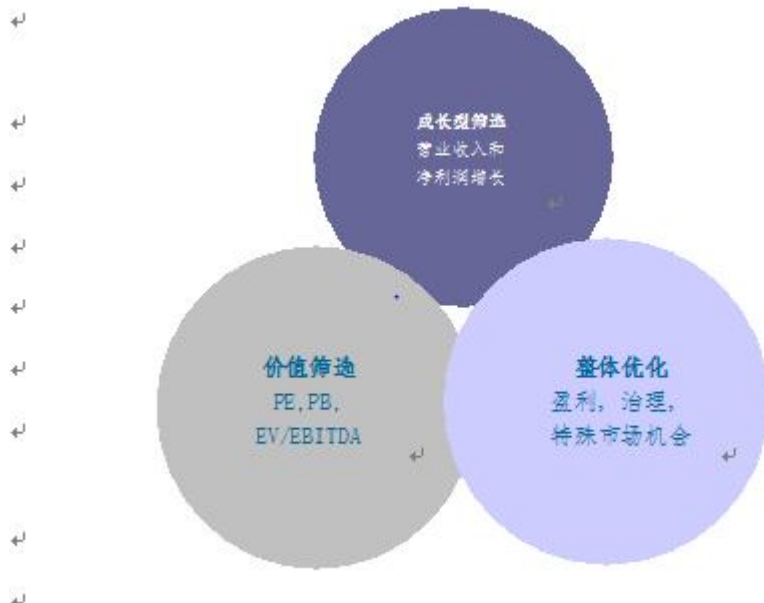 成长型筛选
营业收入和
净利润增长
价值筛选
PE,PB,
EV/EBITDA
整体优化
盈利, 治理,
特殊市场机会